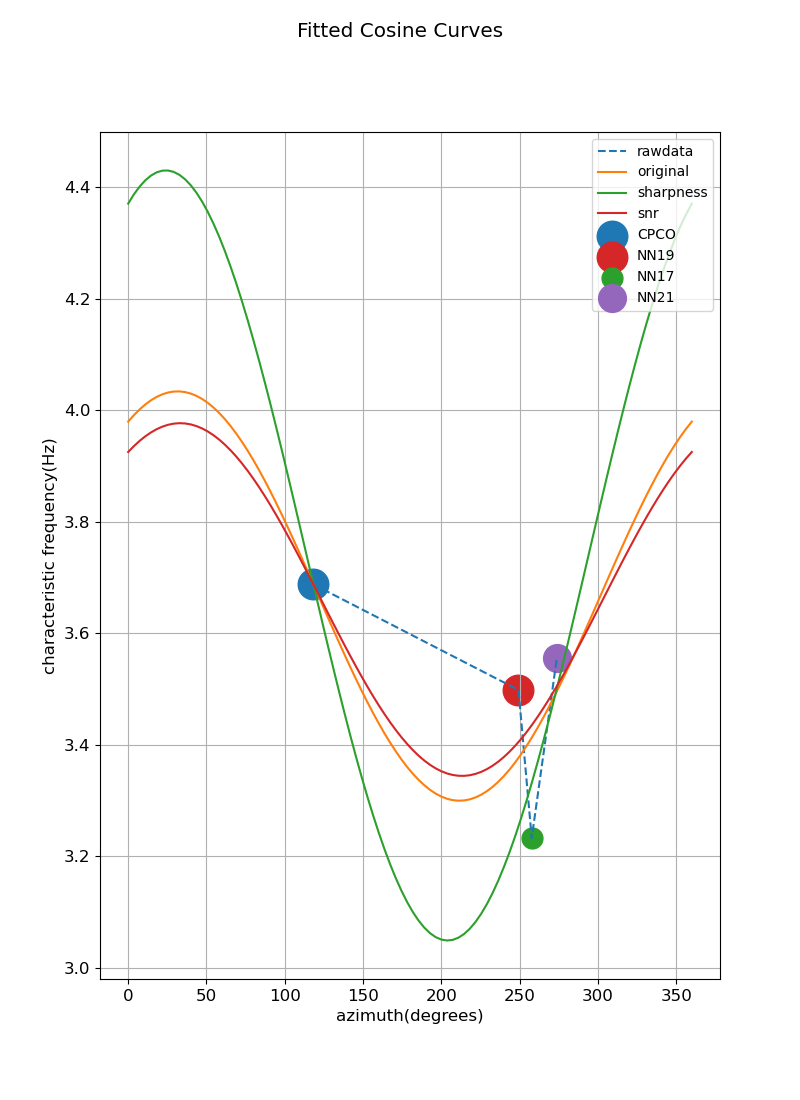 Fitted Cosine Curves
rawdata
original
sharpness
snr
CPCO
NN19
NN17
NN21
4.4
4.2
4.0
3.8
3.6
3.4
3.2
3.0
characteristic frequency(Hz)
0 50 100 150 200 250 300 350
azimuth(degrees)